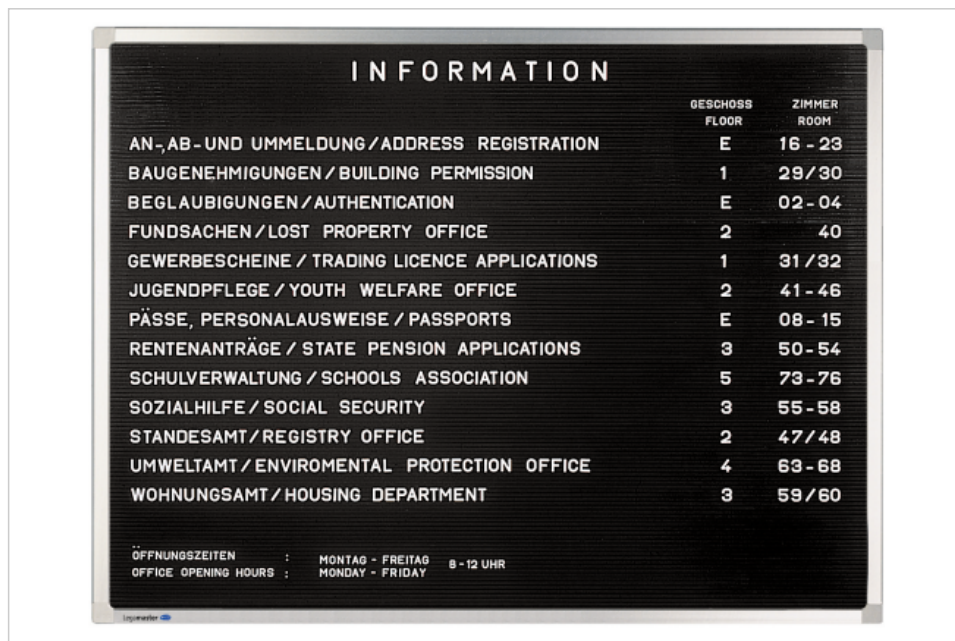 INFORMATION
GESCHOSS ZIMMER
FLOOR ROOM
AN-,AB-UND UMMELDUNG/ADDRESS REGISTRATION E 16-23
BAUGENEHMIGUNGEN/BUILDING PERMISSION 1 29/30
BEGLAUBIGUNGEN/AUTHENTICATION E 02-04
FUNDSACHEN/LOST PROPERTY OFFICE 2 40
GEWERBESCHEINE/TRADING LICENCE APPLICATIONS 1 31/32
JUGENDPFLEGE/YOUTH WELFARE OFFICE 2 41-46
PÄSSE, PERSONALAUSWEISE/PASSPORTS E 08-15
RENTENANTRÄGE/STATE PENSION APPLICATIONS 3 50-54
SCHULVERWALTUNG/SCHOOLS ASSOCIATION 5 73-76
SOZIALHILFE/SOCIAL SECURITY 3 55-58
STANDESAMT/REGISTRY OFFICE 2 47/48
UMWELTAMT/ENVIROMENTAL PROTECTION OFFICE 4 63-68
WOHNUNGSAMT/HOUSING DEPARTMENT 3 59/60
ÖFFNUNGSZEITEN : MONTAG - FREITAG 8-12 UHR
OFFICE OPENING HOURS : MONDAY - FRIDAY
Legamaster